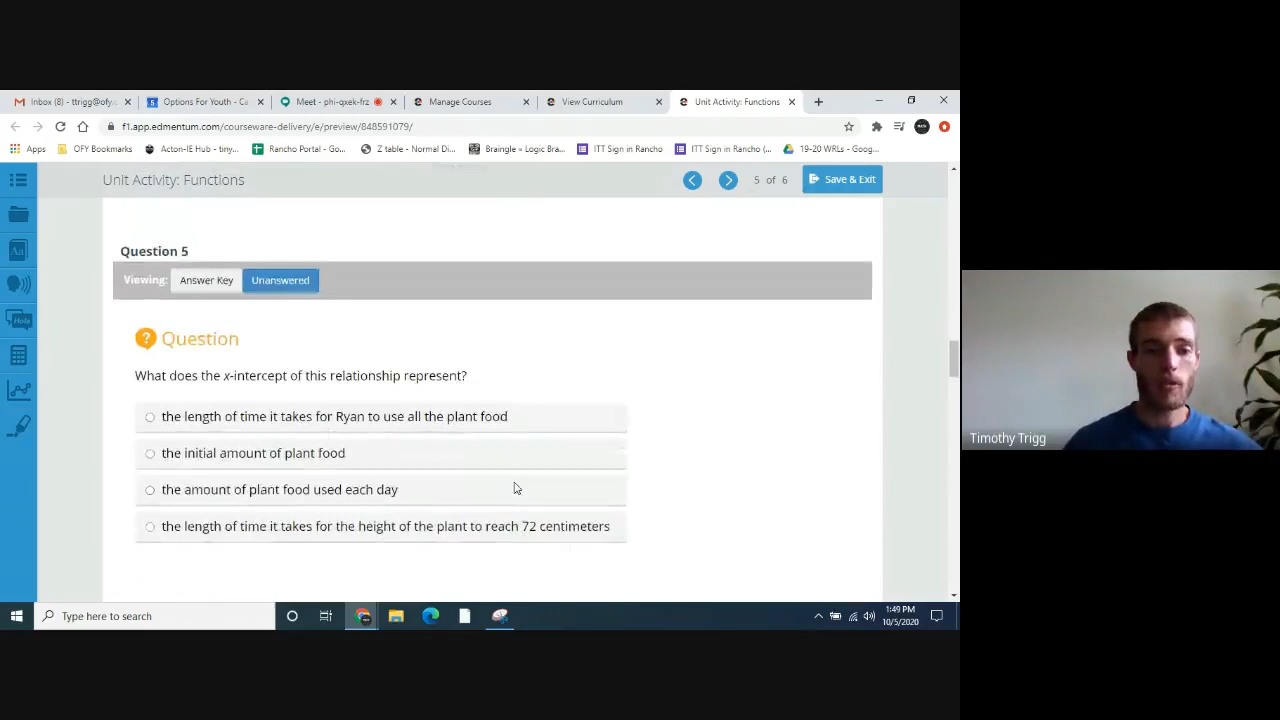 Inbox (8) - ttrigg@ofy.c
Options For Youth - Ca
Meet - phi-qxek-frz
Manage Courses
View Curriculum
Unit Activity: Functions
f1.app.edmentum.com/courseware-delivery/e/preview/848591079/
Apps
OFY Bookmarks
Acton-IE Hub - tiny...
Rancho Portal - Go...
Z table - Normal Di...
Braingle » Logic Bra...
ITT Sign in Rancho
ITT Sign in Rancho (...
19-20 WRLs - Goog...
Unit Activity: Functions
5 of 6
Save & Exit
Question 5
Viewing:
Answer Key
Unanswered
? Question
What does the x-intercept of this relationship represent?
the length of time it takes for Ryan to use all the plant food
the initial amount of plant food
the amount of plant food used each day
the length of time it takes for the height of the plant to reach 72 centimeters
Aa
Hola
Timothy Trigg
Type here to search
1:49 PM
10/5/2020